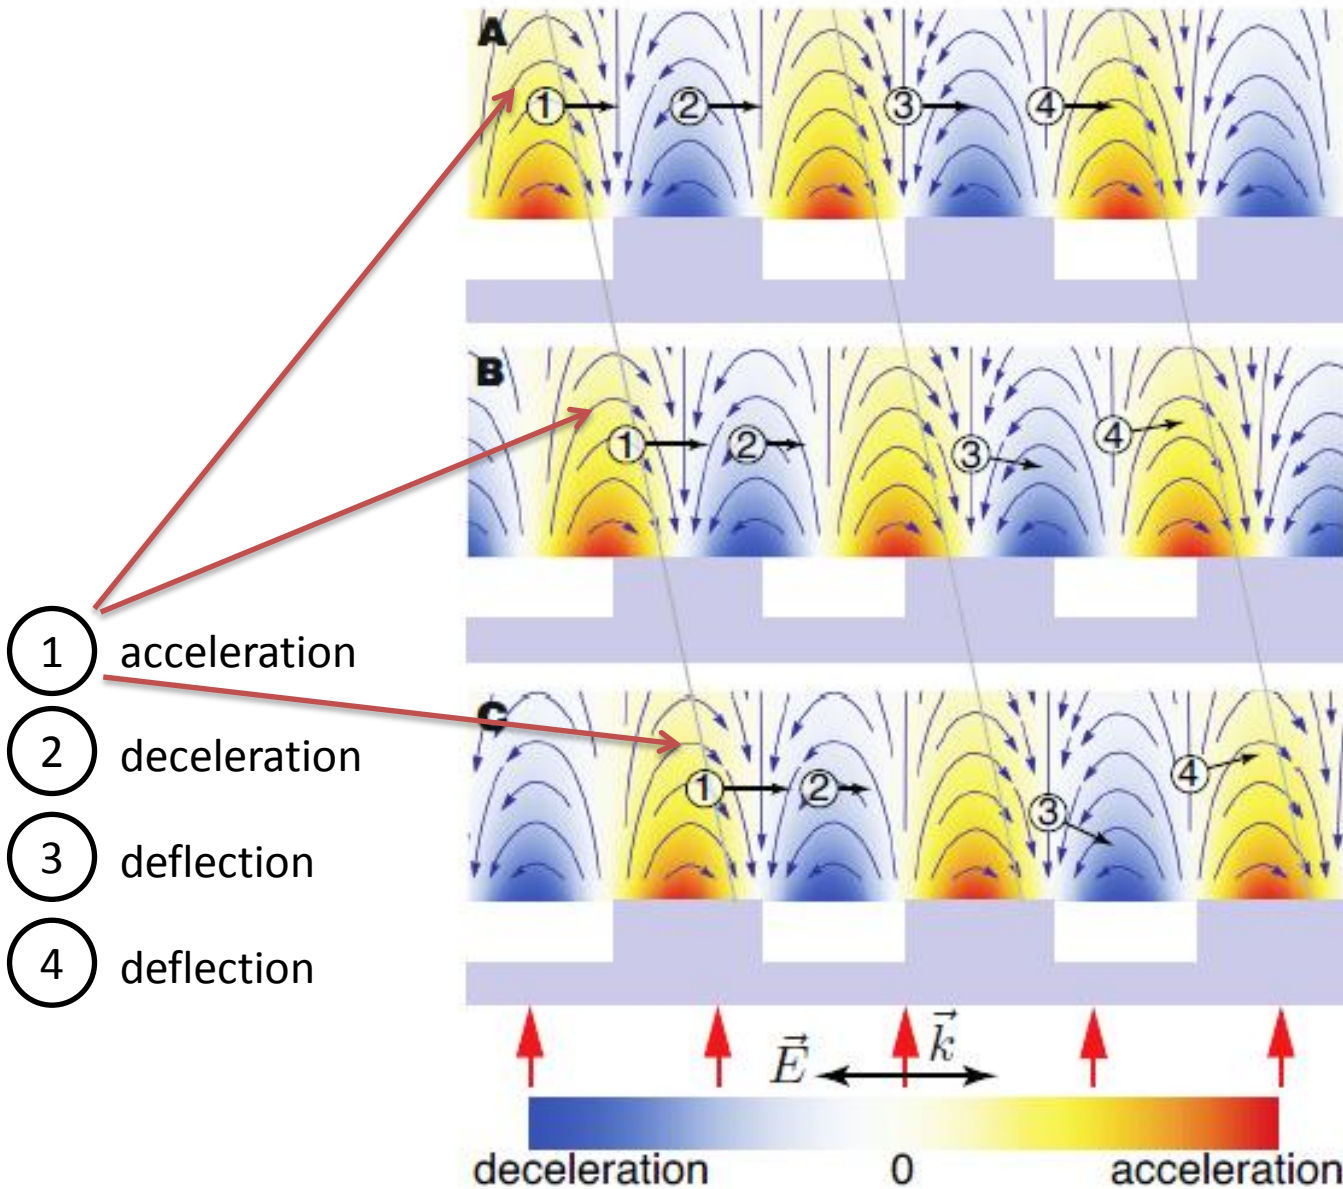 A
1 2 3 4
B
1 2 3 4
1 acceleration
C
2 deceleration
1 2 3 4
3 deflection
4 deflection
E⃗ k⃗
deceleration 0 acceleration